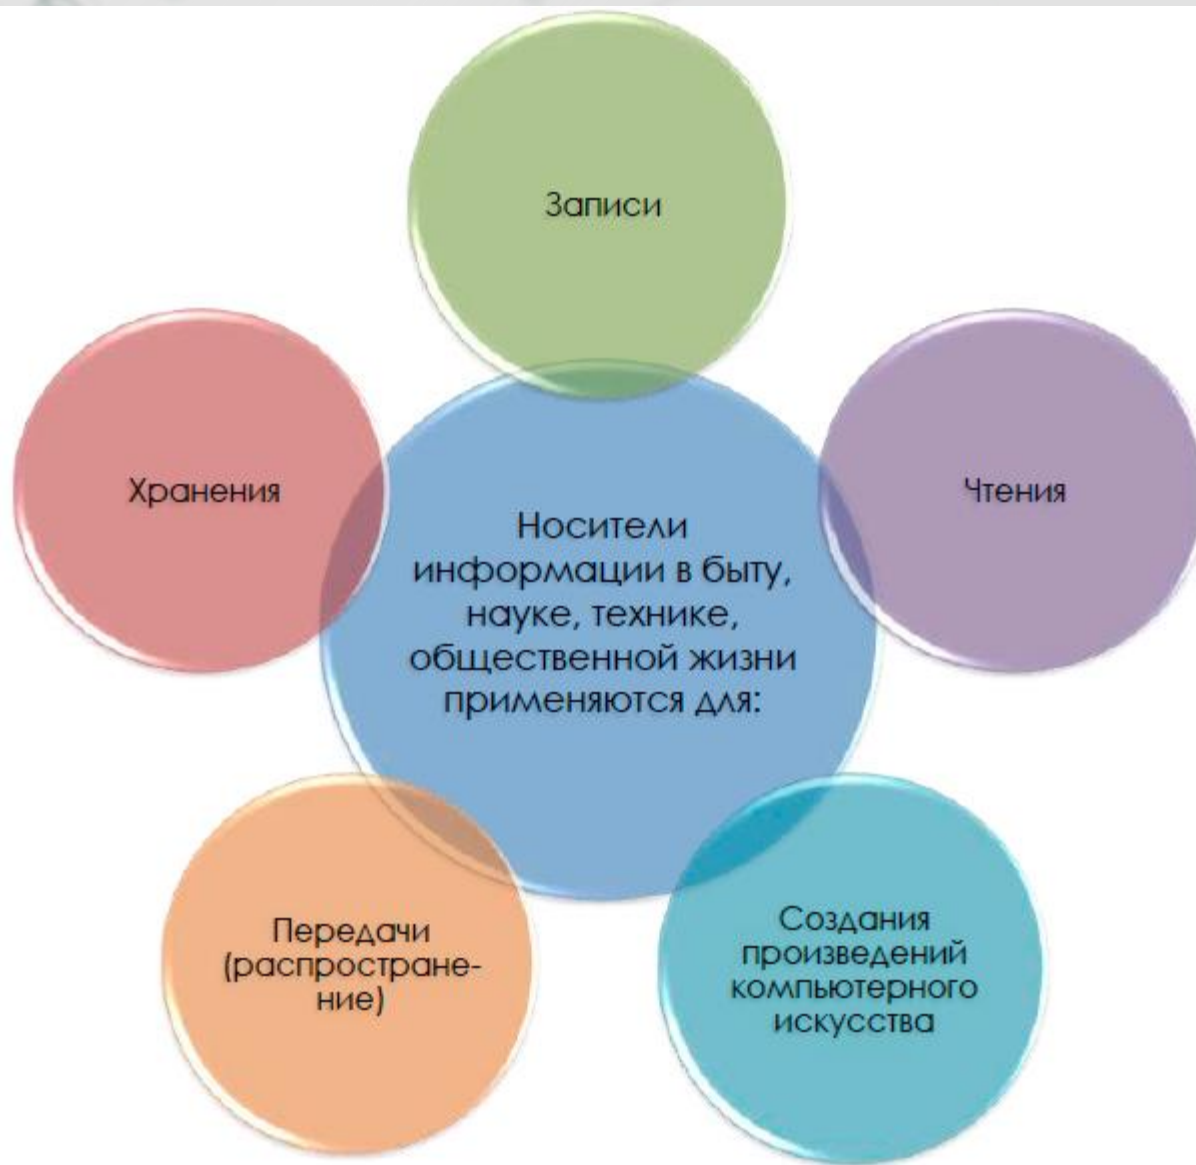 Записи
Хранения
Чтения
Носители
информации в быту,
науке, технике,
общественной жизни
применяются для:
Передачи
(распростране-
ние)
Создания
произведений
компьютерного
искусства